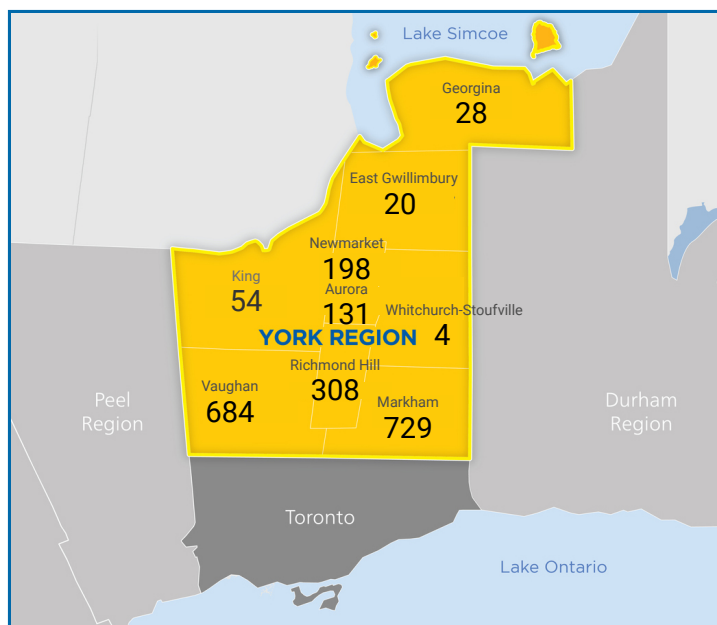 Lake Simcoe
Georgina
28
East Gwillimbury
20
Newmarket
198
King
54
Aurora
131
Whitchurch-Stoufville
4
YORK REGION
Richmond Hill
308
Vaughan
684
Markham
729
Peel
Region
Durham
Region
Toronto
Lake Ontario